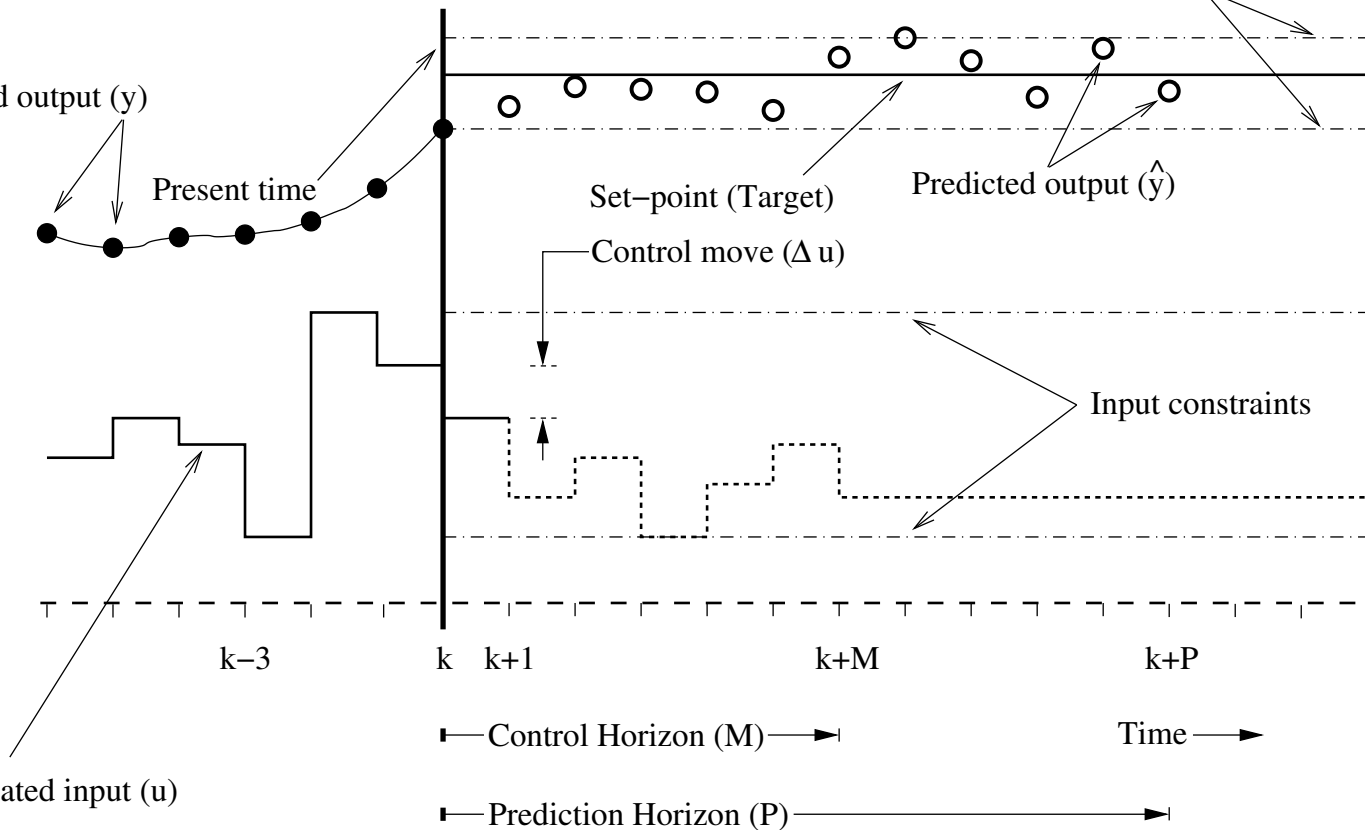 output (y)
Present time
Set−point (Target)
Predicted output (ŷ)
Control move (Δ u)
Input constraints
k−3
k
k+1
k+M
k+P
Control Horizon (M)
Time
input (u)
Prediction Horizon (P)